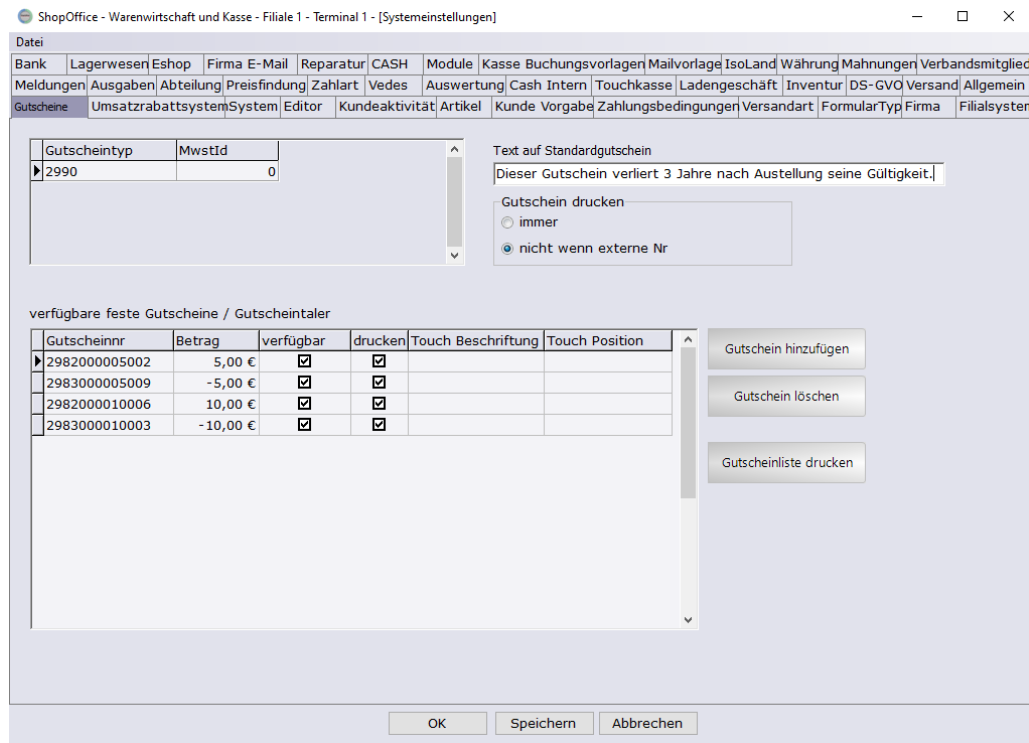 ShopOffice - Warenwirtschaft und Kasse - Filiale 1 - Terminal 1 - [Systemeinstellungen]
Datei
Bank Lagerwesen Eshop Firma E-Mail Reparatur CASH Module Kasse Buchungsvorlagen Mailvorlage IsoLand Währung Mahnungen Verbandsmitglied
Meldungen Ausgaben Abteilung Preisfindung Zahlart Vedes Auswertung Cash Intern Touchkasse Ladengeschäft Inventur DS-GVO Versand Allgemein
Gutscheine Umsatzrabattsystem System Editor Kundeaktivität Artikel Kunde Vorgabe Zahlungsbedingungen Versandart FormularTyp Firma Filialsystem
Gutscheintyp MwstId
2990 0
Text auf Standardgutschein
Dieser Gutschein verliert 3 Jahre nach Austellung seine Gültigkeit.
Gutschein drucken
immer
nicht wenn externe Nr
verfügbare feste Gutscheine / Gutscheintaler
Gutscheinnr Betrag verfügbar drucken Touch Beschriftung Touch Position
2982000005002 5,00 €
2983000005009 -5,00 €
2982000010006 10,00 €
2983000010003 -10,00 €
Gutschein hinzufügen
Gutschein löschen
Gutscheinliste drucken
OK Speichern Abbrechen